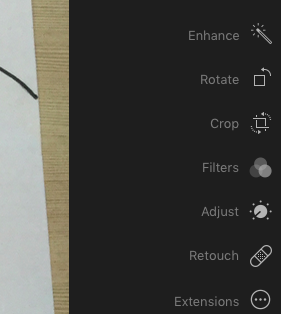 Enhance
Rotate
Crop
Filters
Adjust
Retouch
Extensions